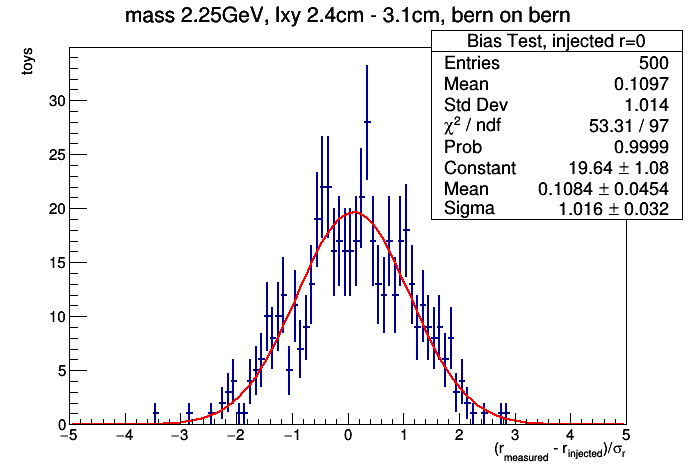 mass 2.25GeV, lxy 2.4cm - 3.1cm, bern on bern
Bias Test, injected r=0
Entries 500
Mean 0.1097
Std Dev 1.014
χ² / ndf 53.31 / 97
Prob 0.9999
Constant 19.64 ± 1.08
Mean 0.1084 ± 0.0454
Sigma 1.016 ± 0.032
toys
30
25
20
15
10
5
0
−5 −4 −3 −2 −1 0 1 2 3 4 5
(r_measured - r_injected)/σ_r